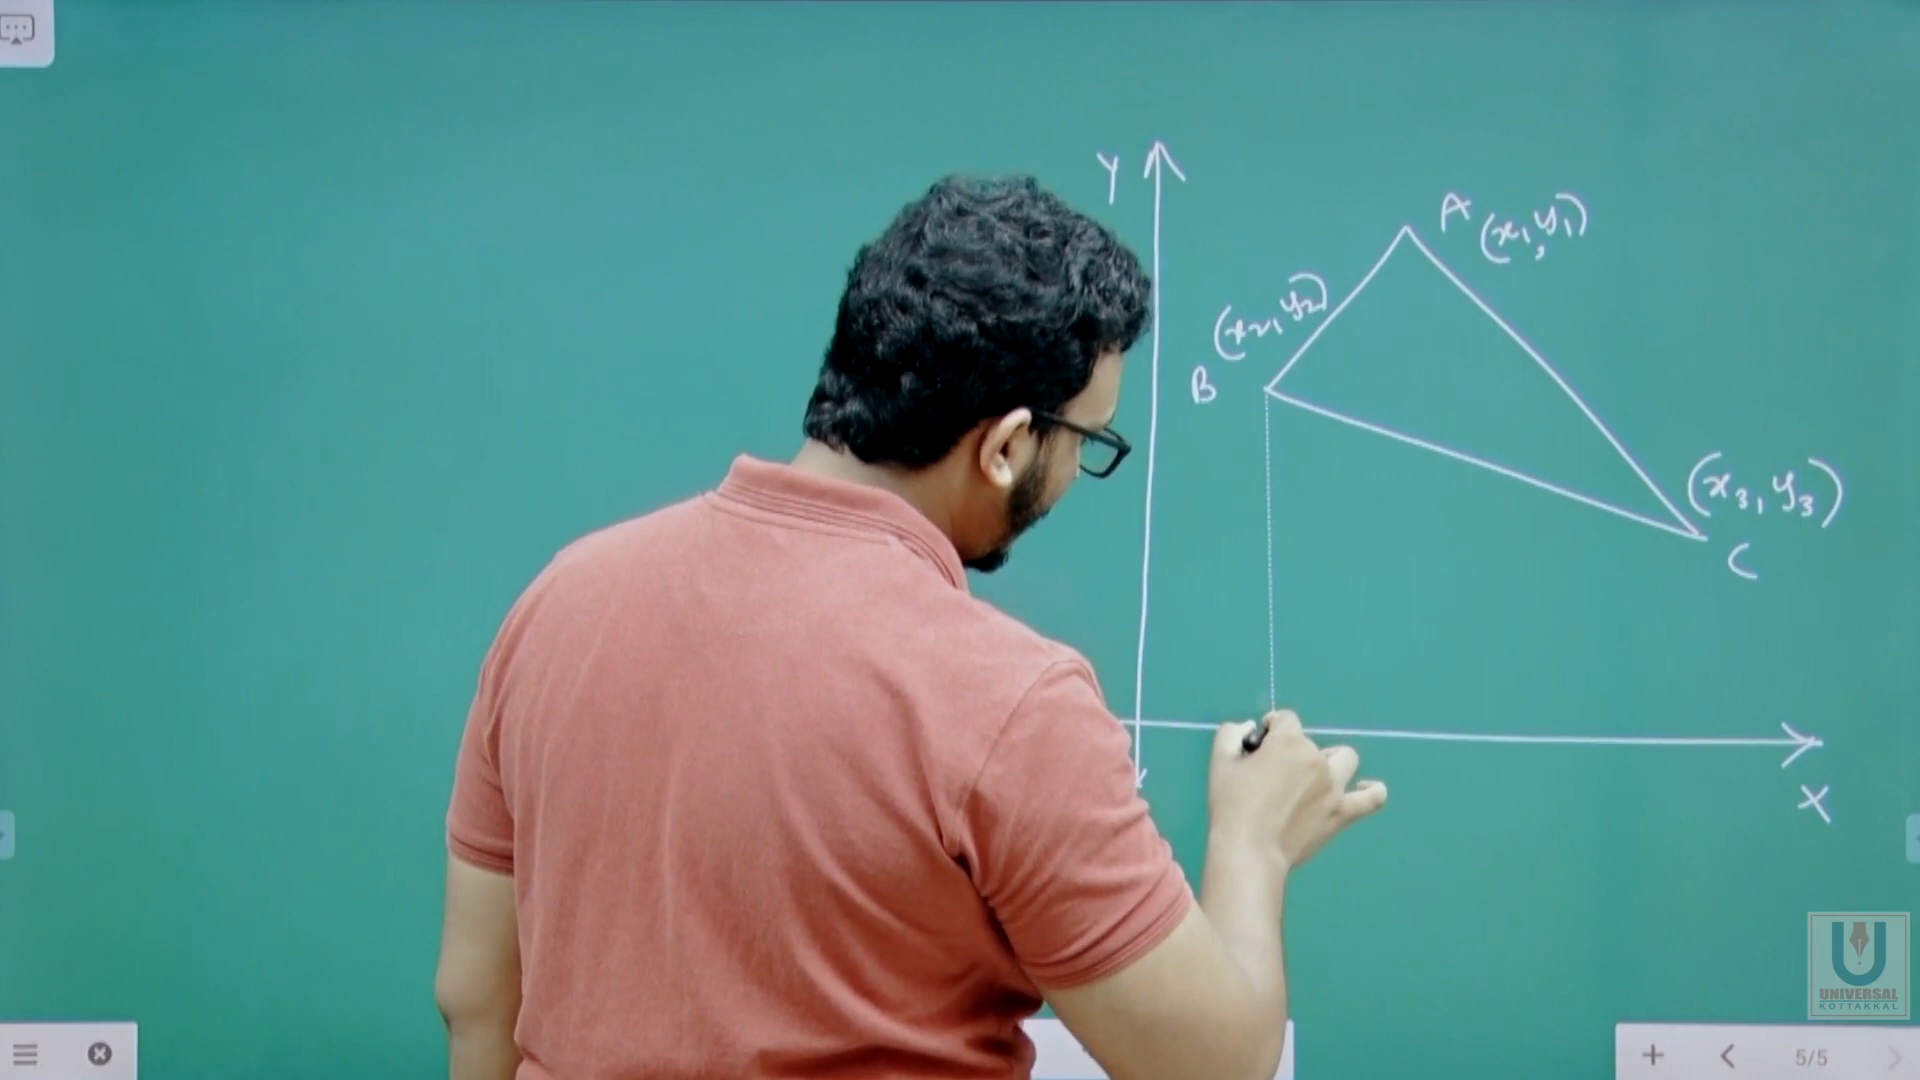 Y
A (x₁, y₁)
(x₂, y₂)
B
(x₃, y₃)
C
X
UNIVERSAL
KOTTAKKAL
5/5